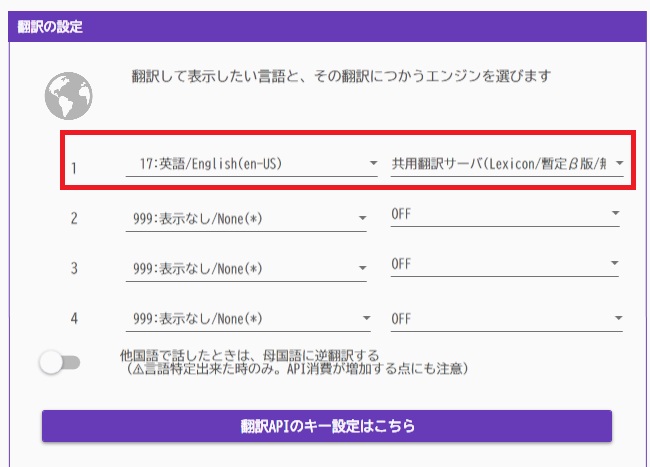 翻訳の設定
翻訳して表示したい言語と、その翻訳につかうエンジンを選びます
1 17:英語/English(en-US) 共用翻訳サーバ(Lexicon/暫定β版/
2 999:表示なし/None(*) OFF
3 999:表示なし/None(*) OFF
4 999:表示なし/None(*) OFF
他国語で話したときは、母国語に逆翻訳する
(⚠言語特定出来た時のみ。API消費が増加する点にも注意)
翻訳APIのキー設定はこちら